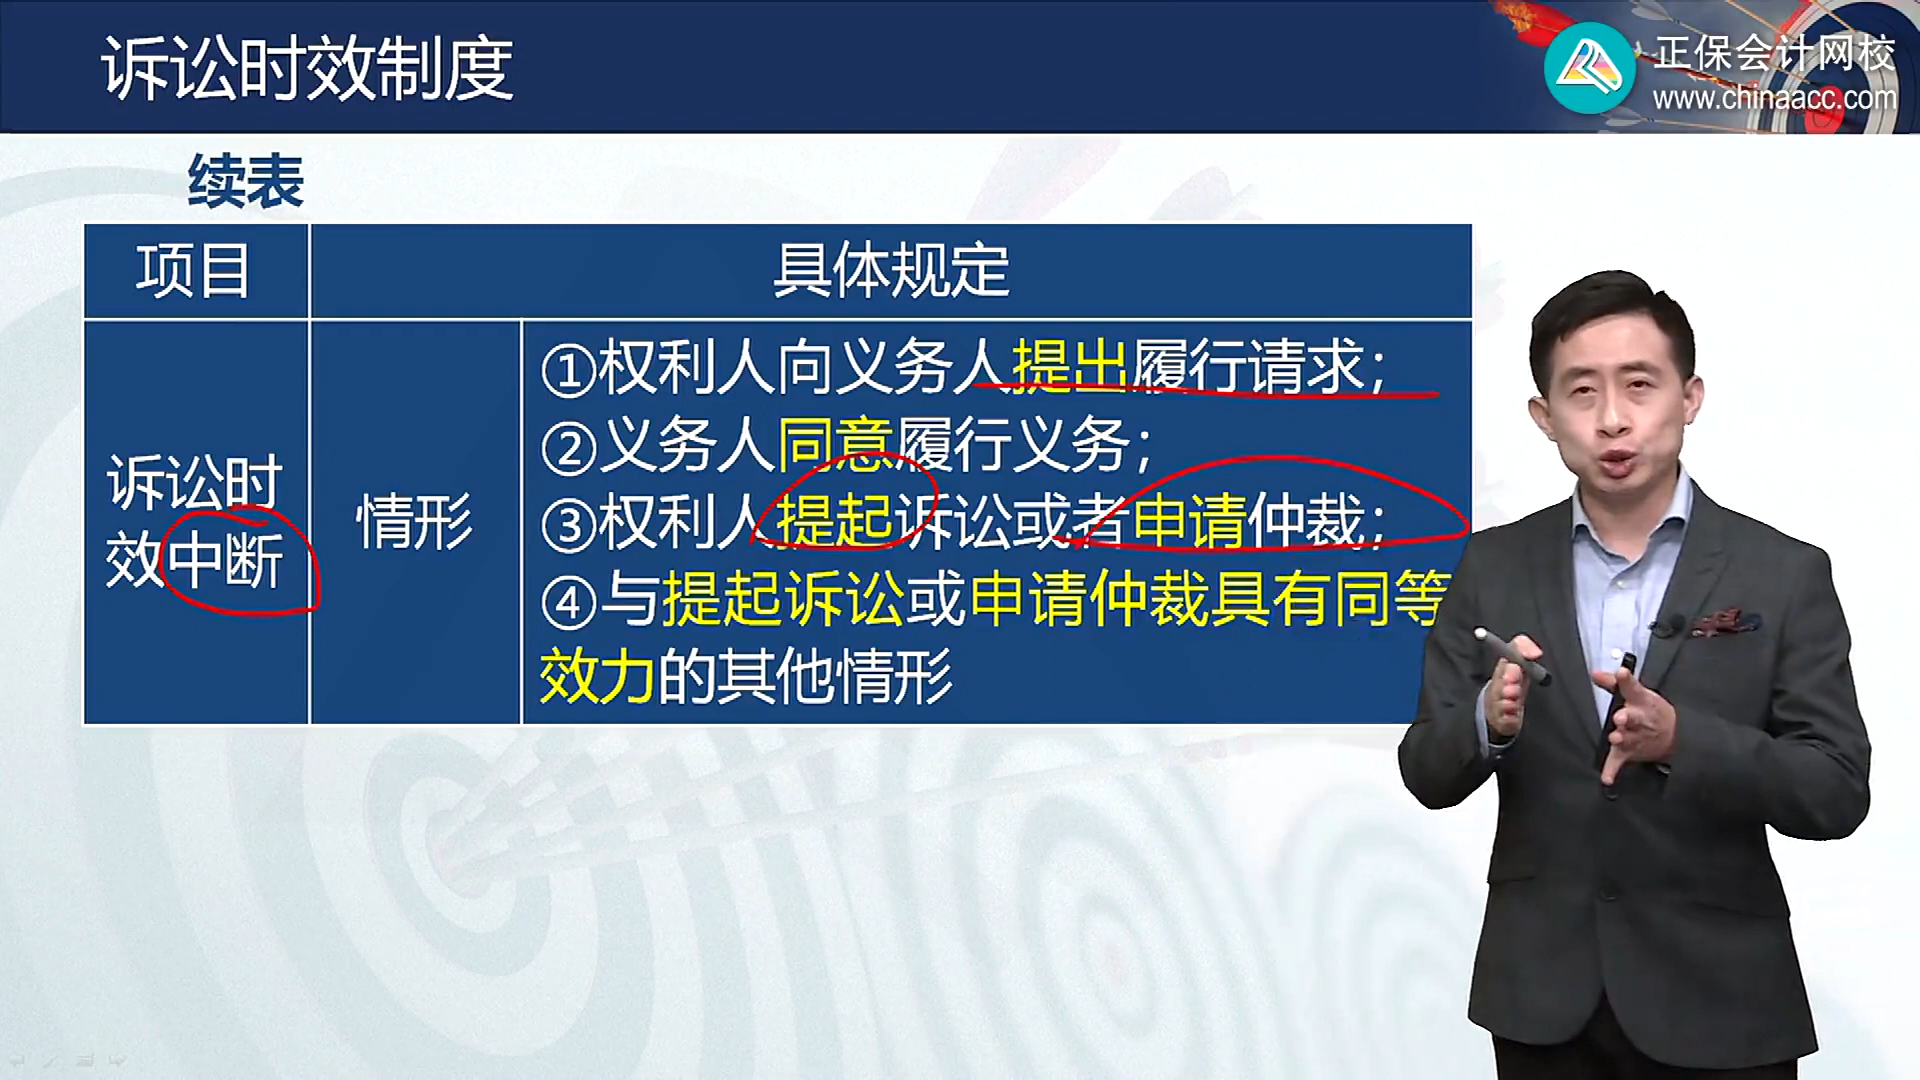 诉讼时效制度
正保会计网校
www.chinaacc.com
续表
项目
具体规定
诉讼时
效中断
情形
①权利人向义务人提出履行请求；
②义务人同意履行义务；
③权利人提起诉讼或者申请仲裁；
④与提起诉讼或申请仲裁具有同等
效力的其他情形